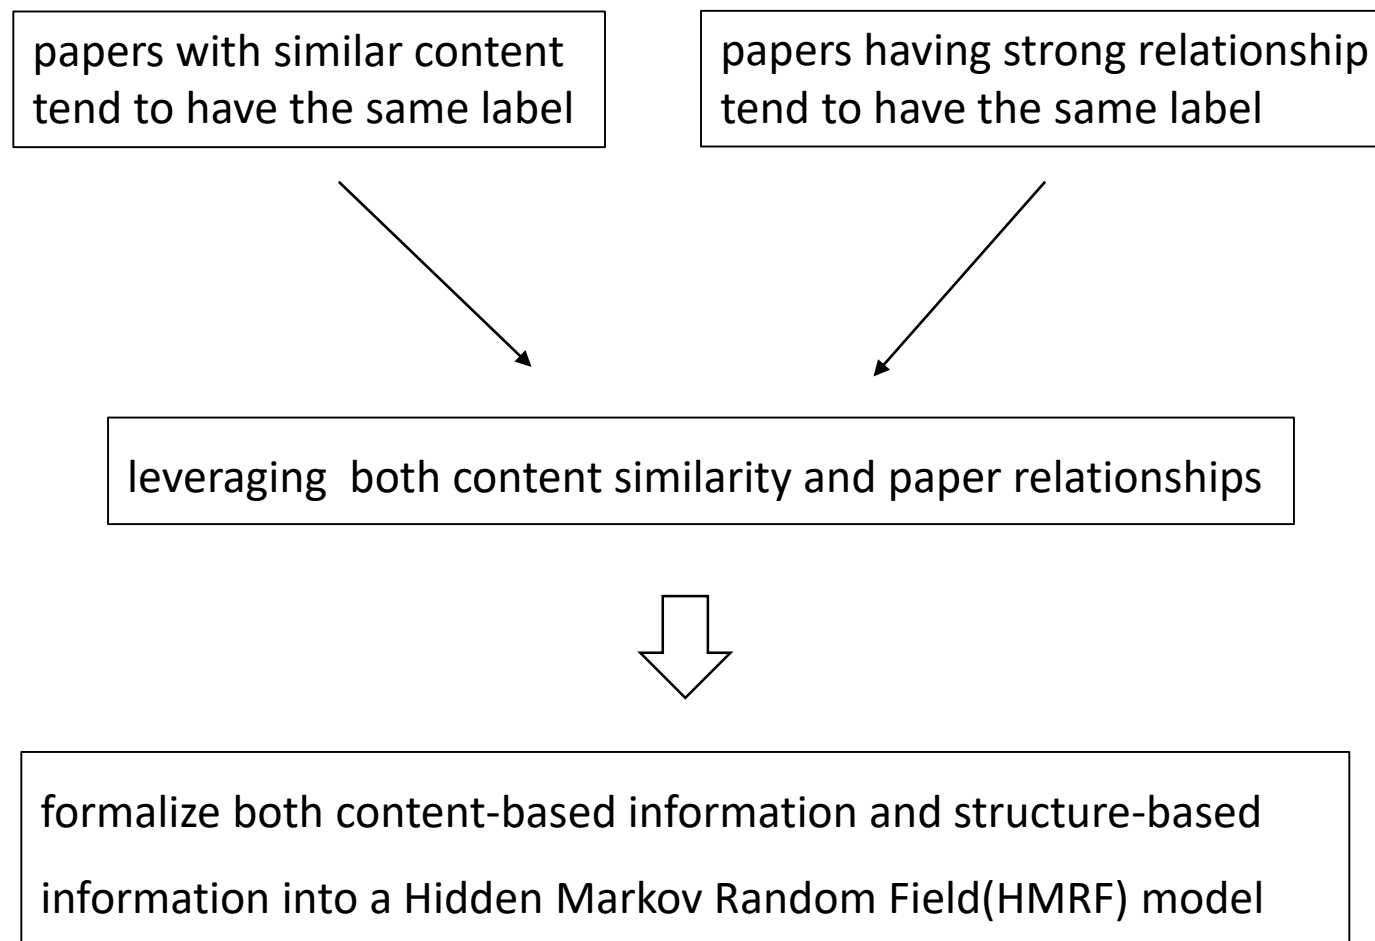 papers with similar content
tend to have the same label
papers having strong relationship
tend to have the same label
leveraging both content similarity and paper relationships
formalize both content-based information and structure-based
information into a Hidden Markov Random Field(HMRF) model